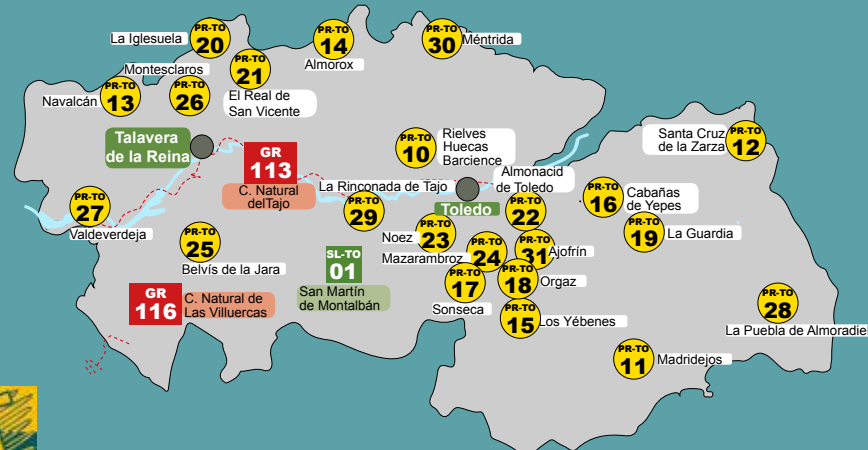 La Iglesuela
PR-TO
20
PR-TO
14
Almorox
PR-TO
30
Méntrida
Montesclaros
PR-TO
26
PR-TO
21
El Real de
San Vicente
Navalcán
PR-TO
13
Talavera
de la Reina
GR
113
C. Natural
delTajo
PR-TO
10
Rielves
Huecas
Barcience
Santa Cruz
de la Zarza
PR-TO
12
La Rinconada de Tajo
PR-TO
29
Toledo
Almonacid
de Toledo
PR-TO
22
PR-TO
16
Cabañas
de Yepes
PR-TO
27
Valdeverdeja
PR-TO
25
Belvís de la Jara
Noez
PR-TO
23
PR-TO
19
La Guardia
Mazarambroz
PR-TO
24
PR-TO
31
Ajofrín
SL-TO
01
San Martín
de Montalbán
PR-TO
17
Sonseca
PR-TO
18
Orgaz
GR
116
C. Natural de
Las Villuercas
PR-TO
15
Los Yébenes
PR-TO
28
La Puebla de Almoradiel
PR-TO
11
Madridejos